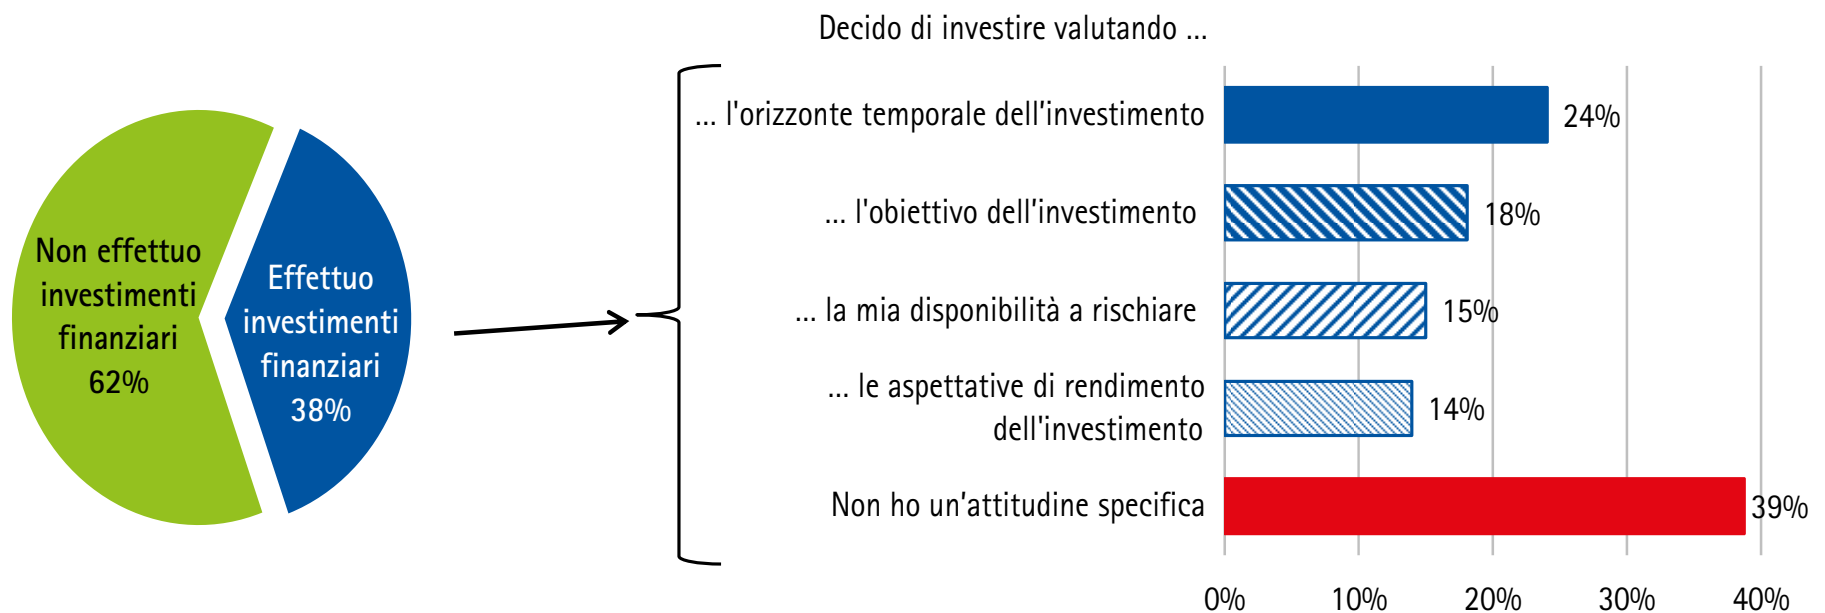 Decido di investire valutando ...
Non effettuo
investimenti
finanziari
62%
Effettuo
investimenti
finanziari
38%
... l'orizzonte temporale dell'investimento
24%
... l'obiettivo dell'investimento
18%
... la mia disponibilità a rischiare
15%
... le aspettative di rendimento
dell'investimento
14%
Non ho un'attitudine specifica
39%
0% 10% 20% 30% 40%